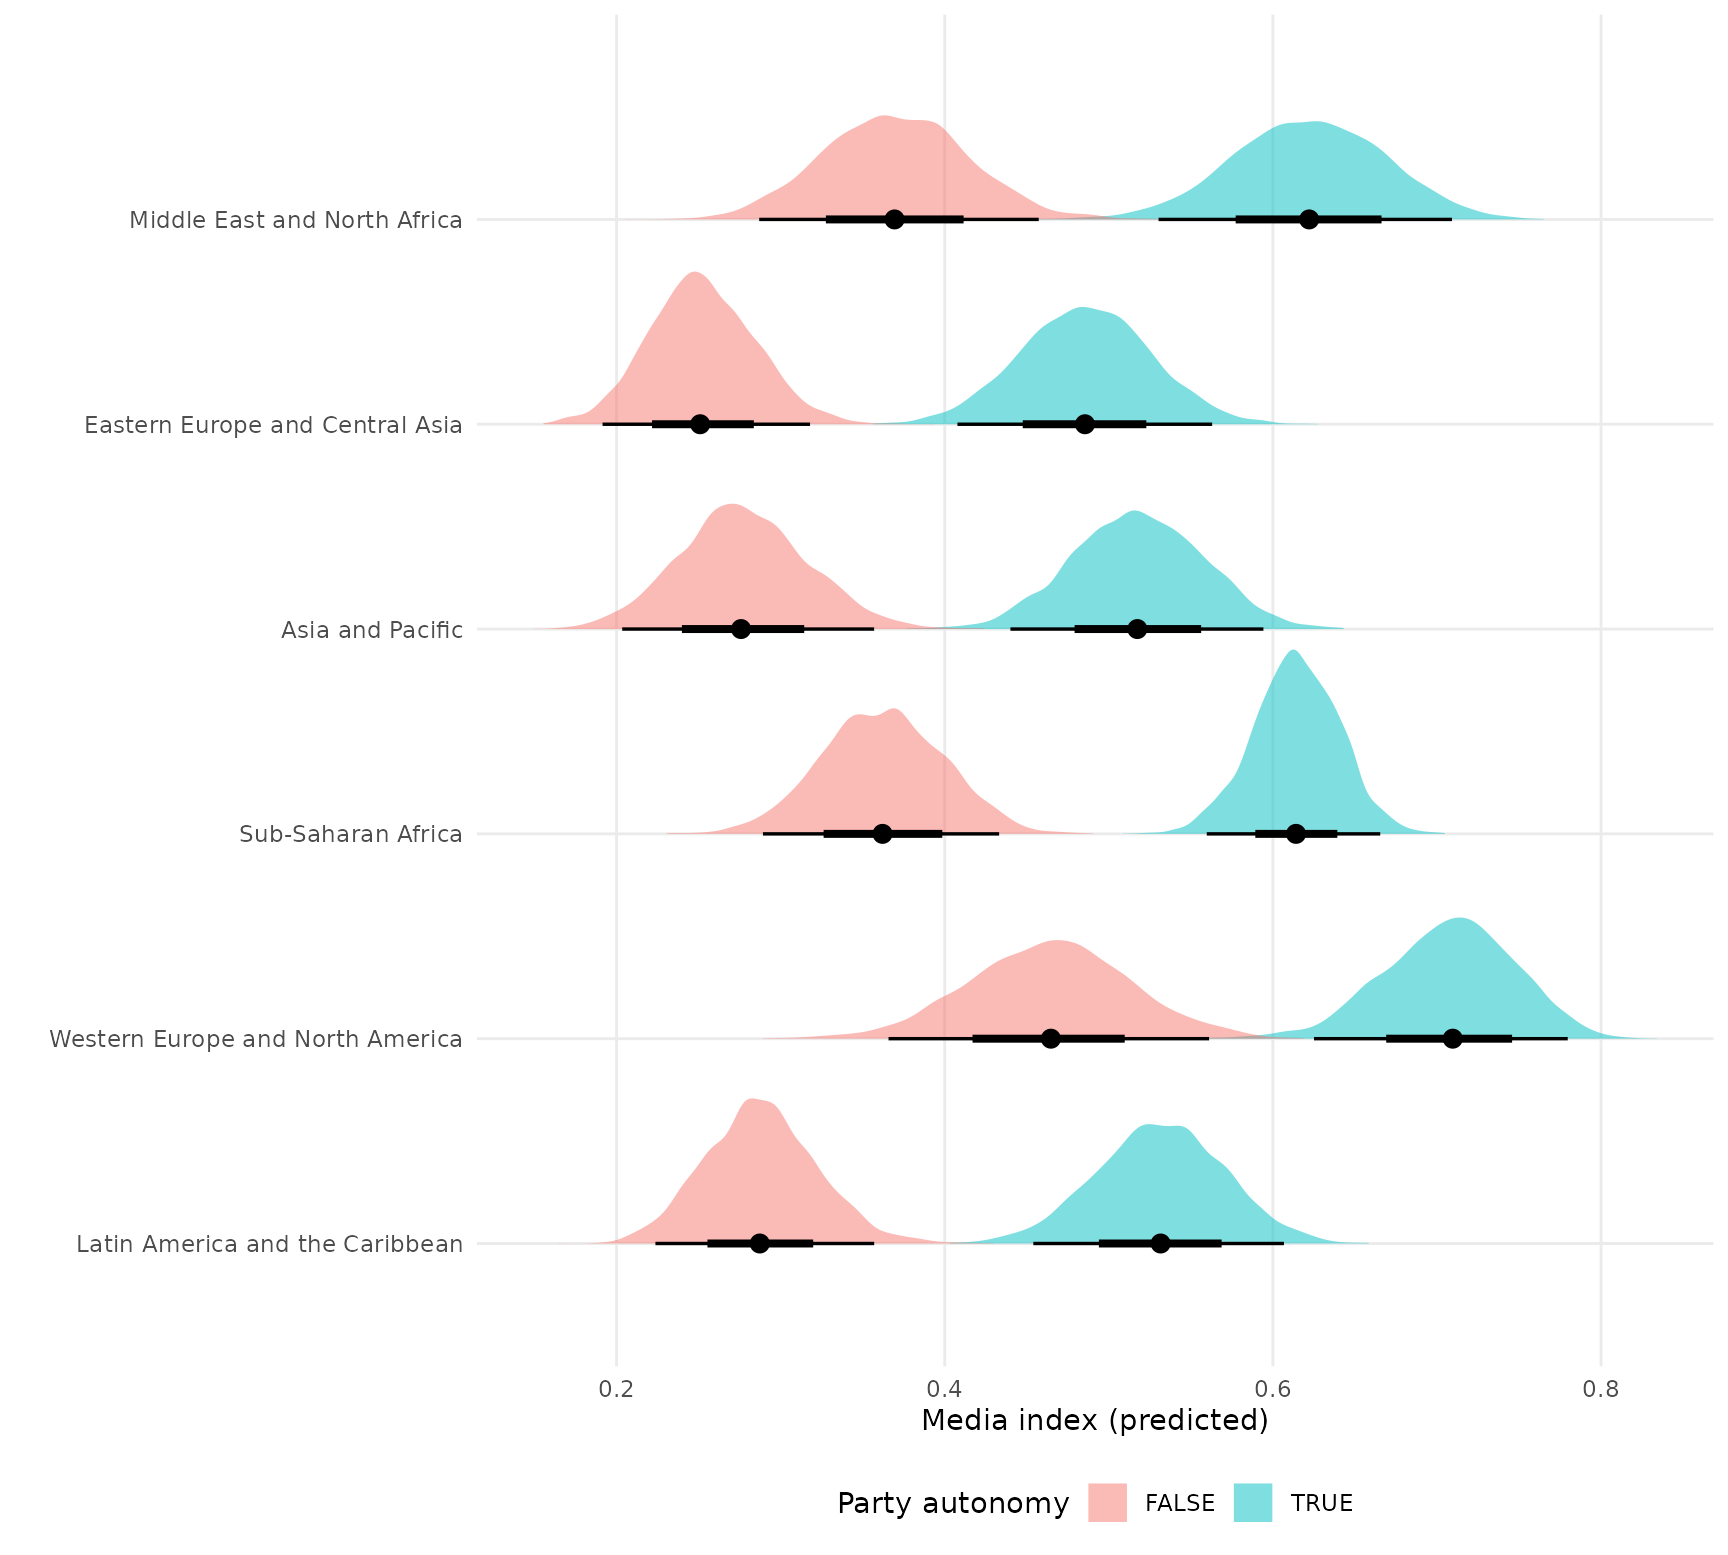 Middle East and North Africa
Eastern Europe and Central Asia
Asia and Pacific
Sub-Saharan Africa
Western Europe and North America
Latin America and the Caribbean
0.2 0.4 0.6 0.8
Media index (predicted)
Party autonomy FALSE TRUE